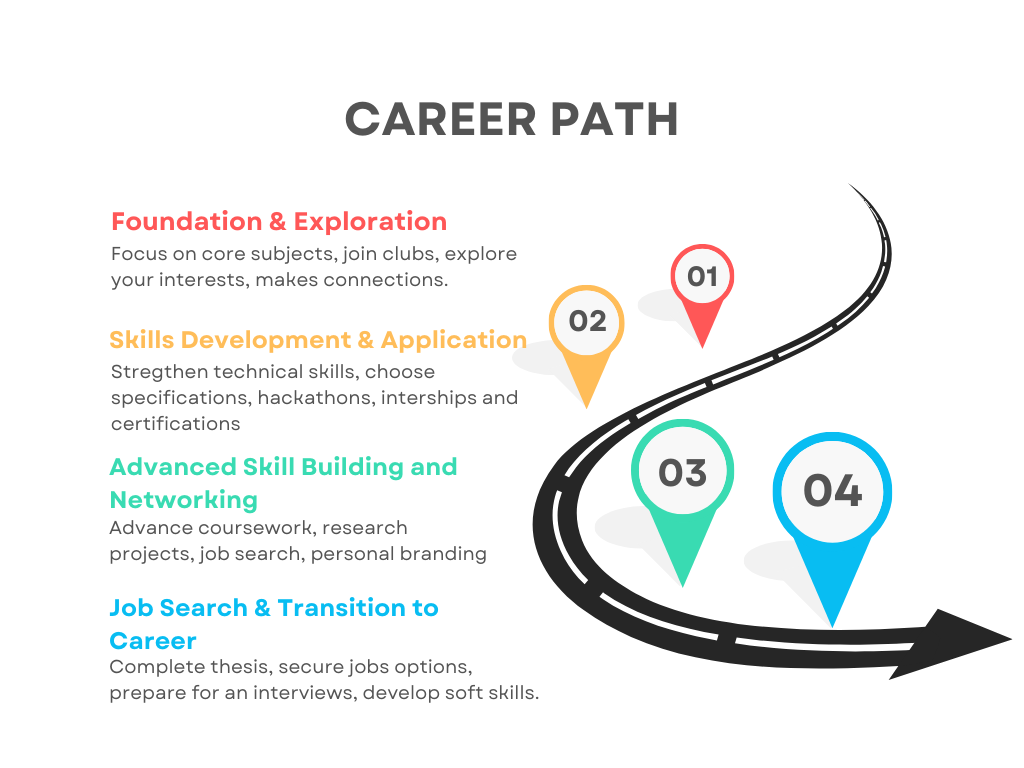 CAREER PATH
Foundation & Exploration
Focus on core subjects, join clubs, explore
your interests, makes connections.
Skills Development & Application
Stregthen technical skills, choose
specifications, hackathons, interships and
certifications
Advanced Skill Building and
Networking
Advance coursework, research
projects, job search, personal branding
Job Search & Transition to
Career
Complete thesis, secure jobs options,
prepare for an interviews, develop soft skills.
01
02
03
04